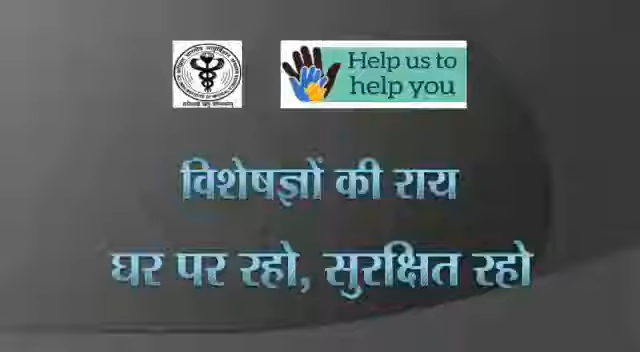 Help us to
help you
विशेषज्ञों की राय
घर पर रहो, सुरक्षित रहो